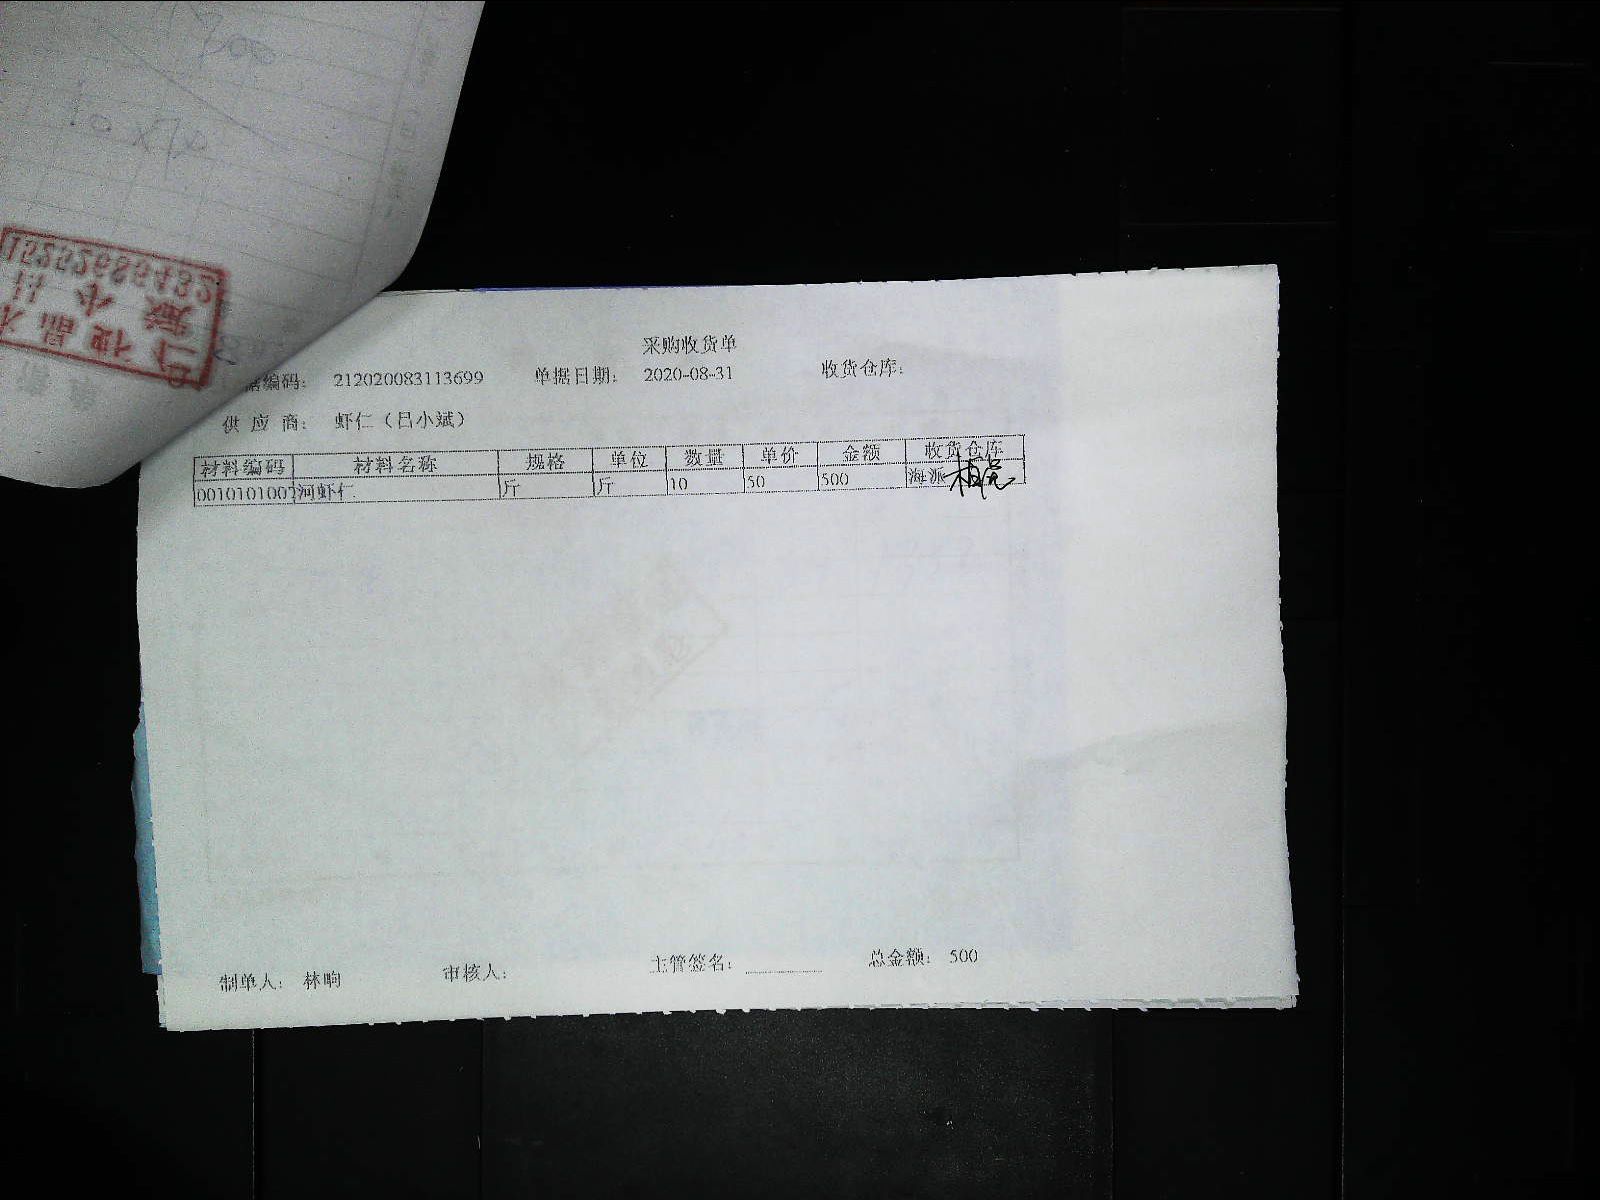 300
15252685432
采购收货单
据编码： 212020083113699 单据日期： 2020-08-31 收货仓库：
供 应 商： 虾仁（吕小斌）
材料编码 材料名称 规格 单位 数量 单价 金额 收货仓库
0010101007 河虾仁 斤 斤 10 50 500 海派
制单人： 林晌 审核人： 主管签名： 总金额： 500